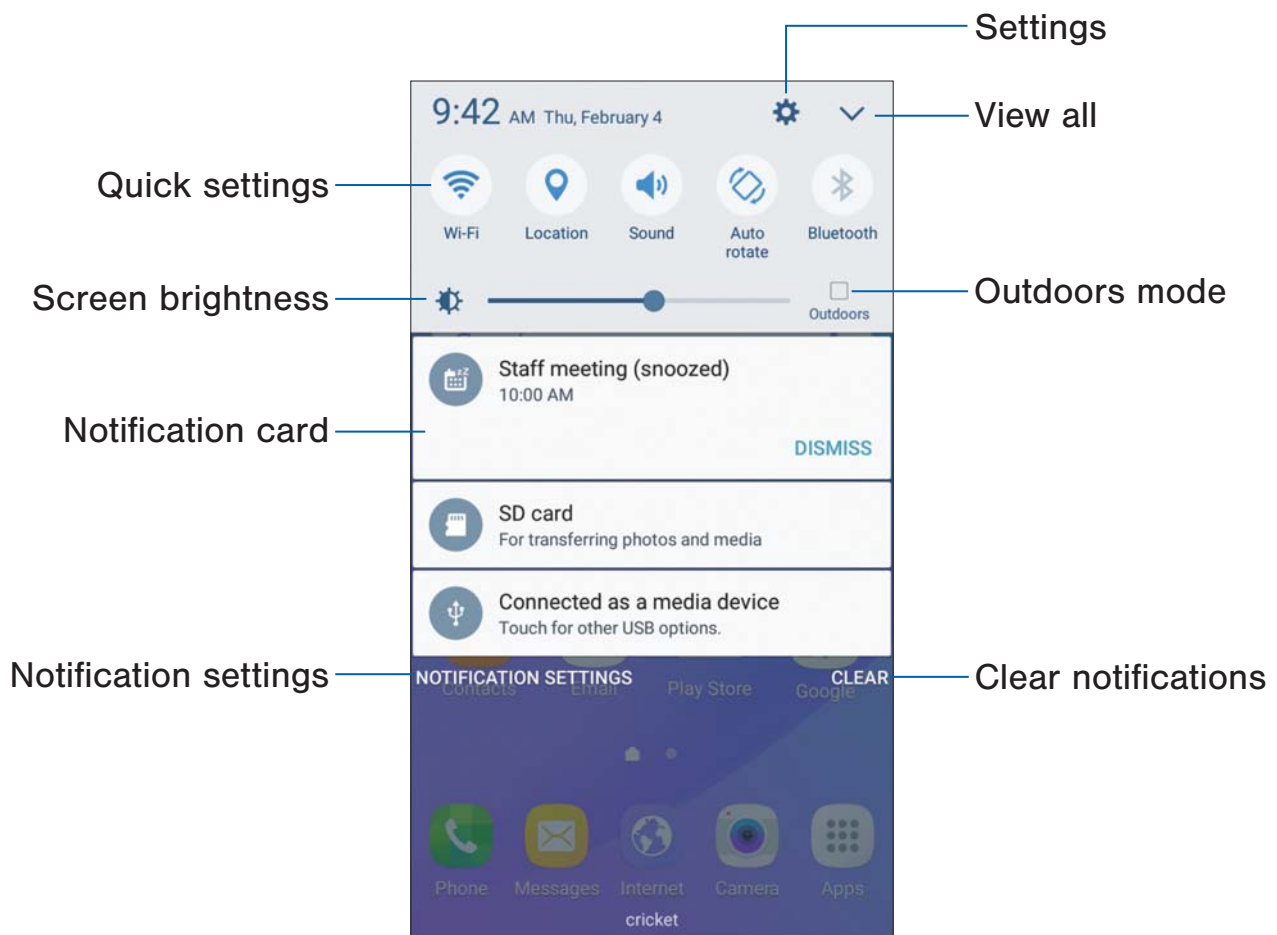 Settings
9:42 AM Thu, February 4
View all
Quick settings
Wi-Fi
Location
Sound
Auto
rotate
Bluetooth
Screen brightness
Outdoors mode
Outdoors
Staff meeting (snoozed)
10:00 AM
Notification card
DISMISS
SD card
For transferring photos and media
Connected as a media device
Touch for other USB options.
Notification settings
NOTIFICATION SETTINGS
CLEAR
Clear notifications
Contacts
Email
Play Store
Google
Phone
Messages
Internet
Camera
Apps
cricket